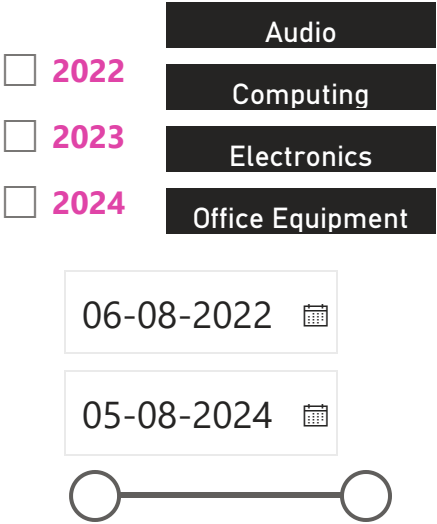 2022
2023
2024
Audio
Computing
Electronics
Office Equipment
06-08-2022
05-08-2024